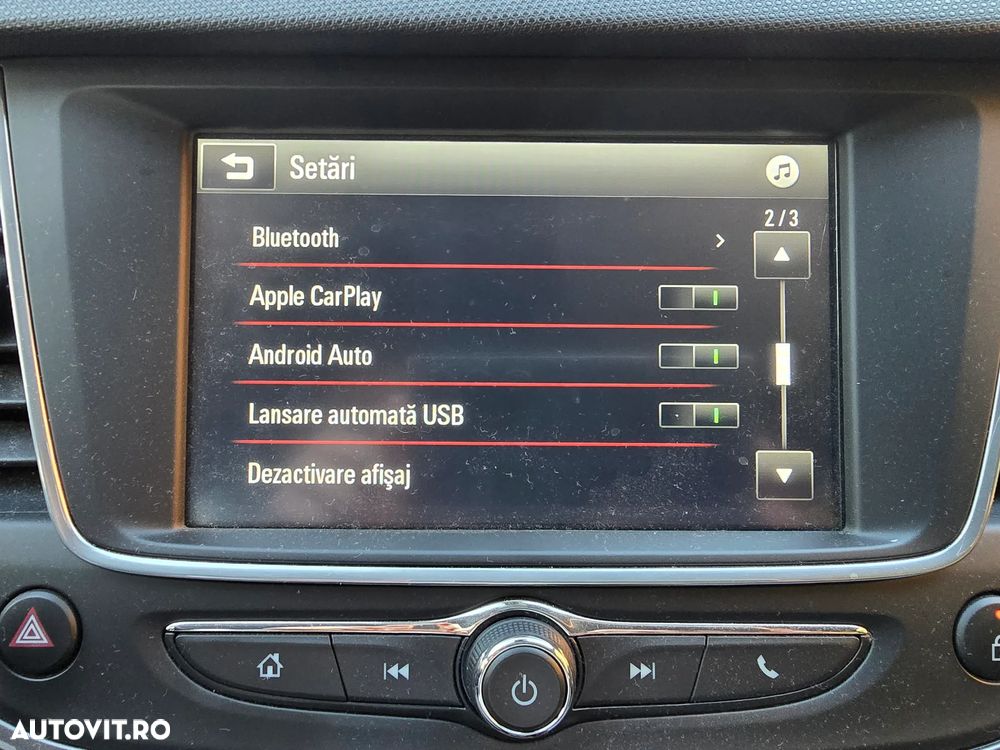 Setări
2/3
Bluetooth
Apple CarPlay
Android Auto
Lansare automată USB
Dezactivare afişaj
AUTOVIT.RO